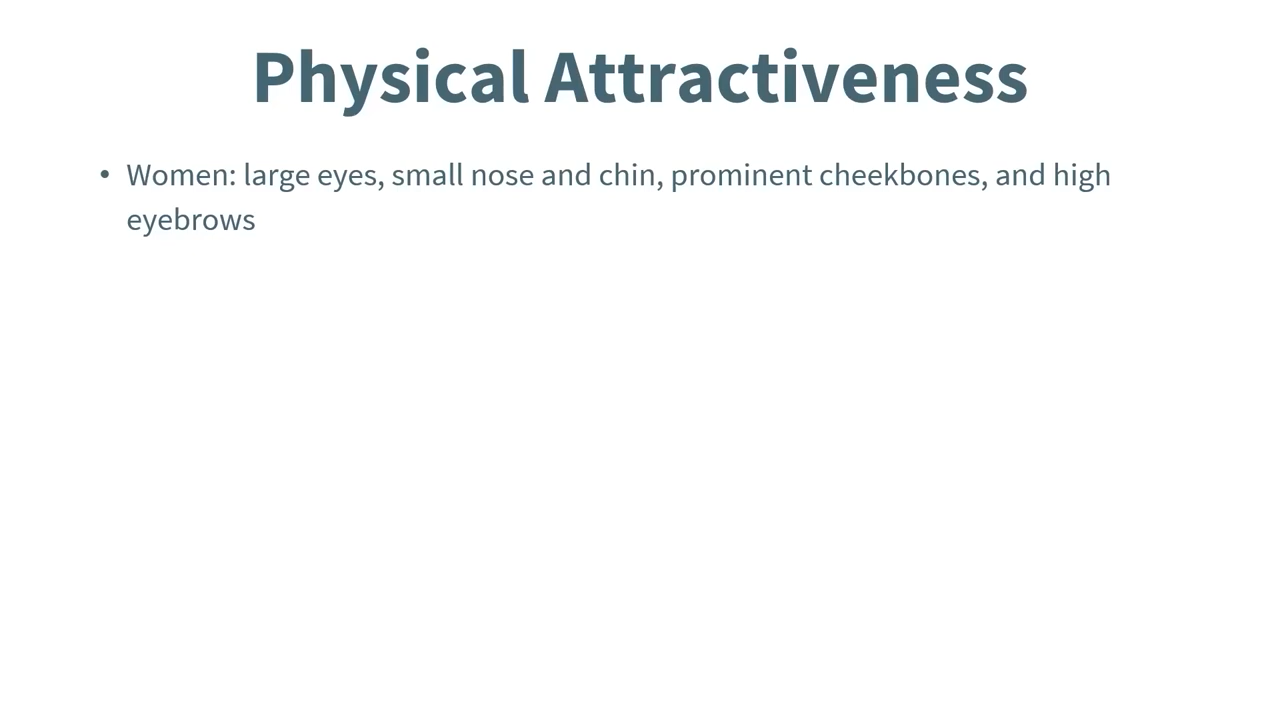 Physical Attractiveness
• Women: large eyes, small nose and chin, prominent cheekbones, and high
eyebrows